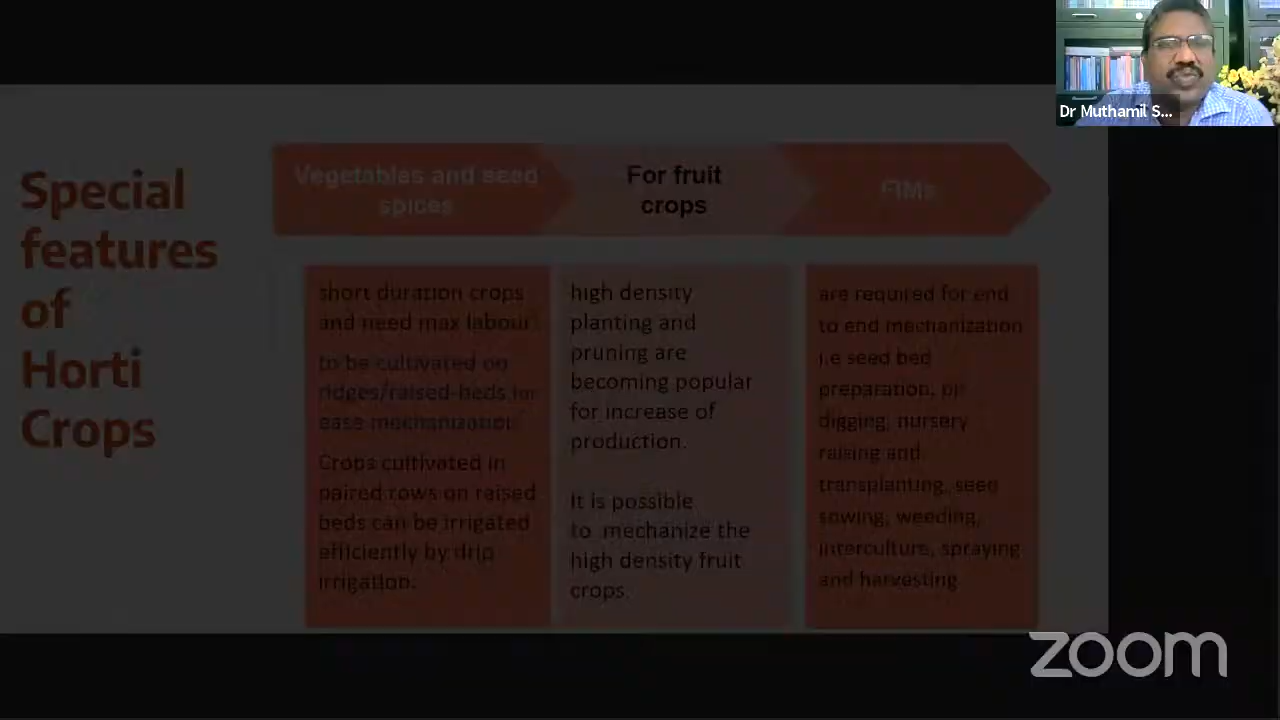 Dr Muthamil S...
Special
features
of
Horti
Crops
Vegetables and seed
spices
For fruit
crops
FIMs
short duration crops
and need max labour
to be cultivated on
ridges/raised-beds for
ease mechanization
Crops cultivated in
paired rows on raised
beds can be irrigated
efficiently by drip
irrigation.
high density
planting and
pruning are
becoming popular
for increase of
production.
It is possible
to mechanize the
high density fruit
crops.
are required for end
to end mechanization
i.e seed bed
preparation, pit
digging, nursery
raising and
transplanting, seed
sowing, weeding,
interculture, spraying
and harvesting
zoom